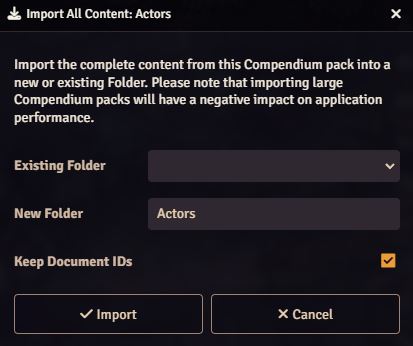 Import All Content: Actors
Import the complete content from this Compendium pack into a
new or existing Folder. Please note that importing large
Compendium packs will have a negative impact on application
performance.
Existing Folder
New Folder
Actors
Keep Document IDs
Import
Cancel